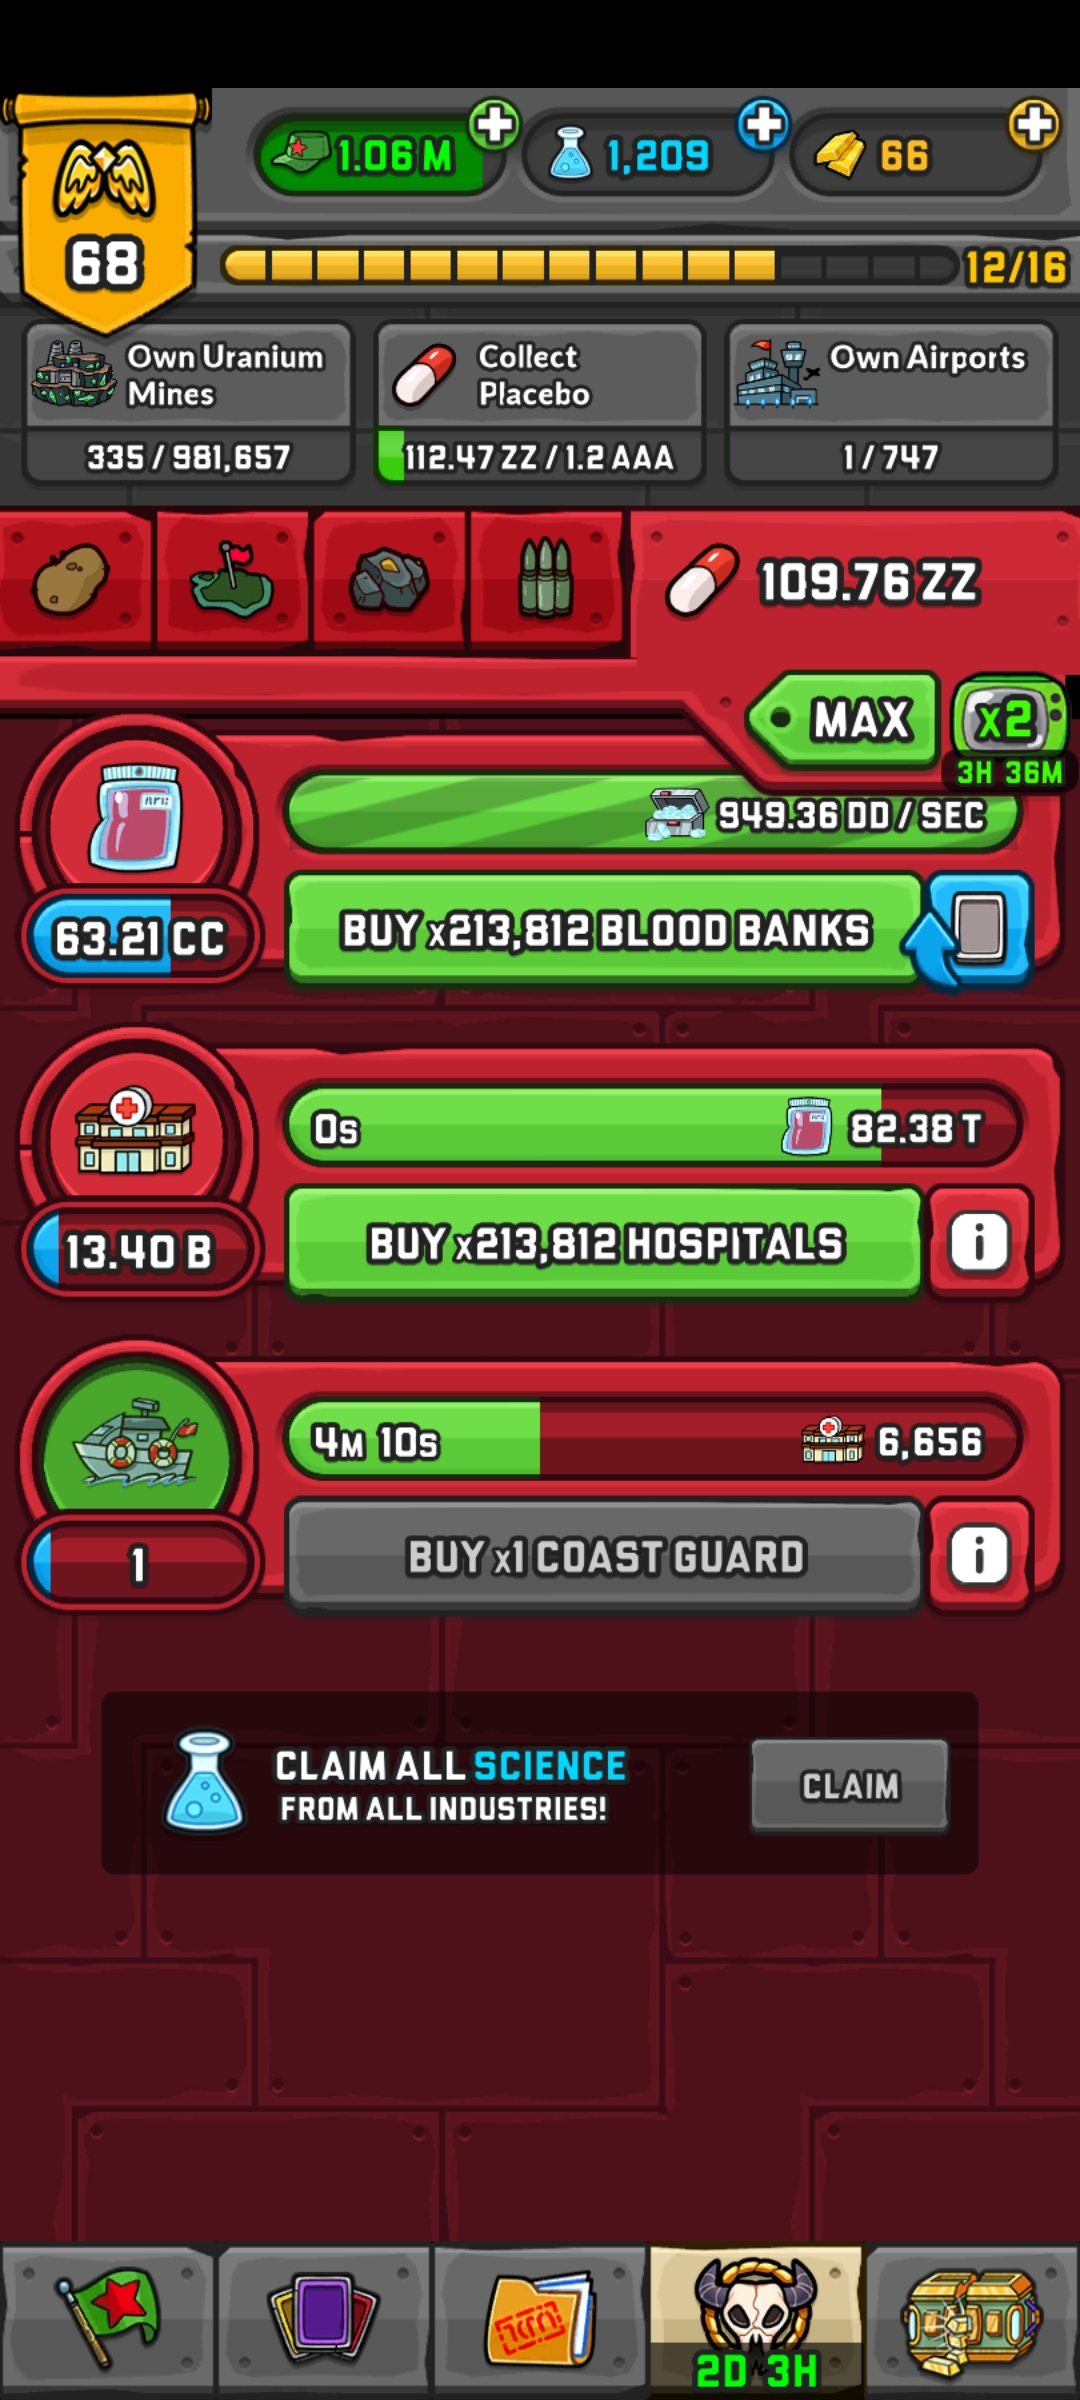 1.06 M
1,209
66
68
12/16
Own Uranium
Mines
335 / 981,657
Collect
Placebo
112.47 ZZ / 1.2 AAA
Own Airports
1 / 747
109.76 ZZ
MAX
x2
3H 36M
949.36 DD / SEC
63.21 CC
BUY x213,812 BLOOD BANKS
0s
82.38 T
13.40 B
BUY x213,812 HOSPITALS
i
4M 10s
6,656
1
BUY x1 COAST GUARD
i
CLAIM ALL SCIENCE
FROM ALL INDUSTRIES!
CLAIM
2D 3H